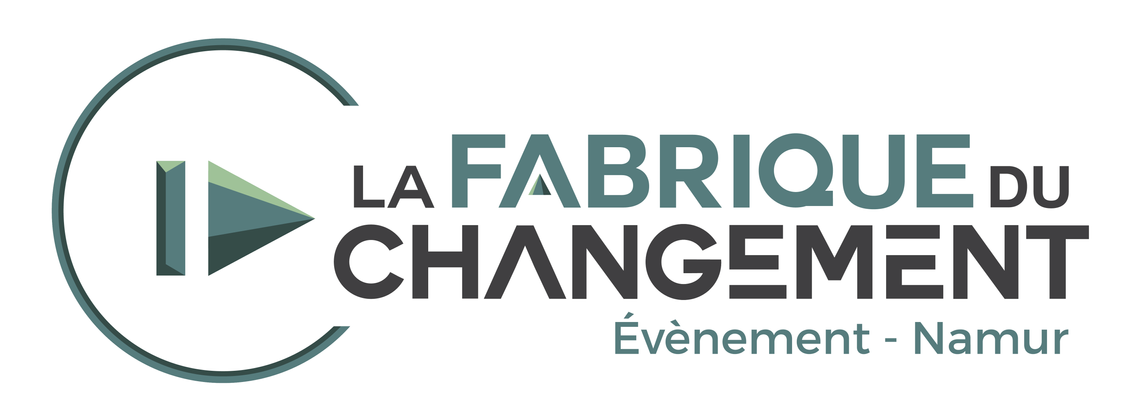 LA FABRIQUE DU
CHANGEMENT
Évènement - Namur